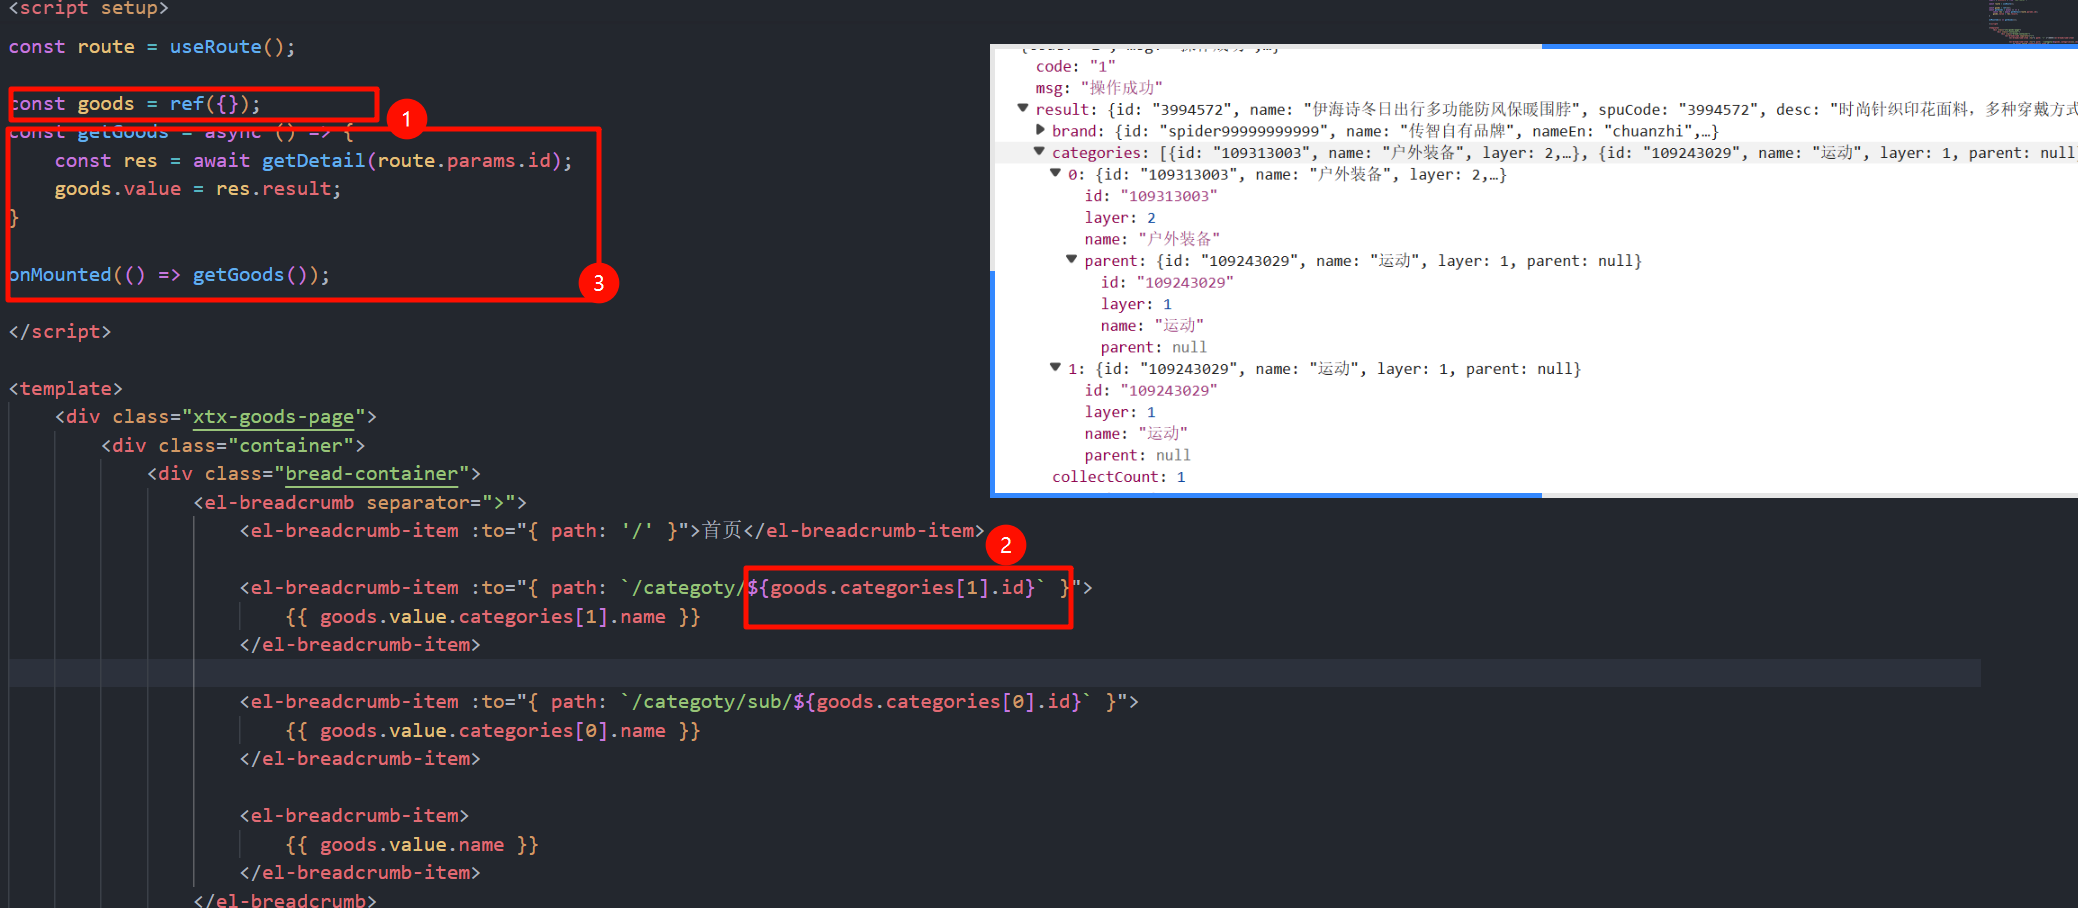 <script setup>
const route = useRoute();
const goods = ref({});
1
const getGoods = async () => {
const res = await getDetail(route.params.id);
goods.value = res.result;
}
onMounted(() => getGoods());
3
</script>
<template>
<div class="xtx-goods-page">
<div class="container">
<div class="bread-container">
<el-breadcrumb separator=">">
<el-breadcrumb-item :to="{ path: '/' }">首页</el-breadcrumb-item>
2
<el-breadcrumb-item :to="{ path: `/categoty/${goods.categories[1].id}` }">
{{ goods.value.categories[1].name }}
</el-breadcrumb-item>
<el-breadcrumb-item :to="{ path: `/categoty/sub/${goods.categories[0].id}` }">
{{ goods.value.categories[0].name }}
</el-breadcrumb-item>
<el-breadcrumb-item>
{{ goods.value.name }}
</el-breadcrumb-item>
</el-breadcrumb>
code: "1"
msg: "操作成功"
result: {id: "3994572", name: "伊海诗冬日出行多功能防风保暖围脖", spuCode: "3994572", desc: "时尚针织印花面料，多种穿戴方式
brand: {id: "spider99999999999", name: "传智自有品牌", nameEn: "chuanzhi",…}
categories: [{id: "109313003", name: "户外装备", layer: 2,…}, {id: "109243029", name: "运动", layer: 1, parent: null
0: {id: "109313003", name: "户外装备", layer: 2,…}
id: "109313003"
layer: 2
name: "户外装备"
parent: {id: "109243029", name: "运动", layer: 1, parent: null}
id: "109243029"
layer: 1
name: "运动"
parent: null
1: {id: "109243029", name: "运动", layer: 1, parent: null}
id: "109243029"
layer: 1
name: "运动"
parent: null
collectCount: 1